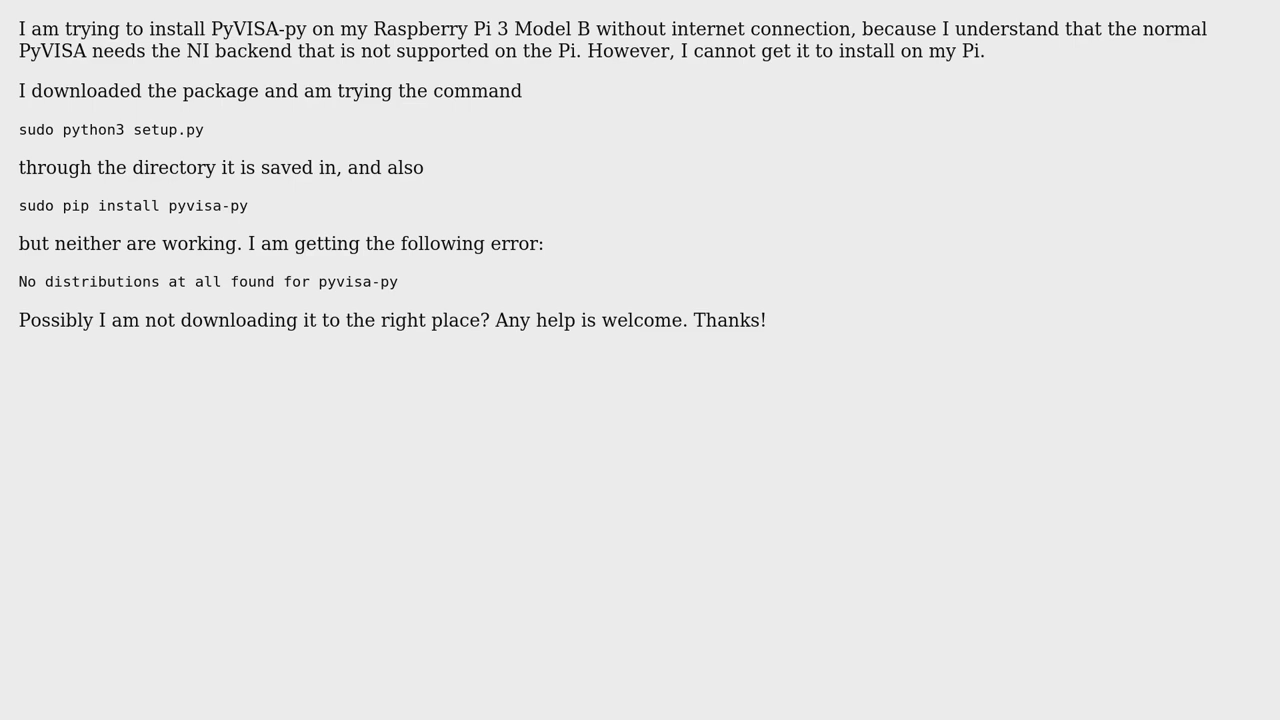 I am trying to install PyVISA-py on my Raspberry Pi 3 Model B without internet connection, because I understand that the normal
PyVISA needs the NI backend that is not supported on the Pi. However, I cannot get it to install on my Pi.
I downloaded the package and am trying the command
sudo python3 setup.py
through the directory it is saved in, and also
sudo pip install pyvisa-py
but neither are working. I am getting the following error:
No distributions at all found for pyvisa-py
Possibly I am not downloading it to the right place? Any help is welcome. Thanks!